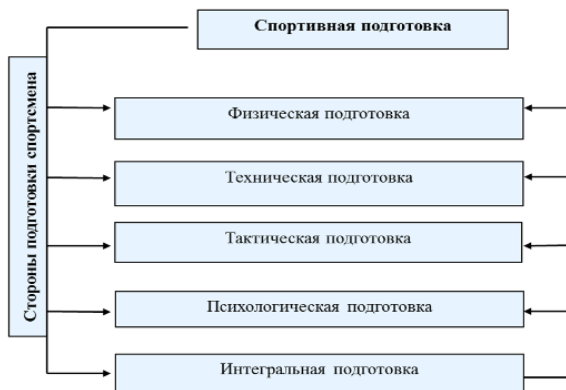 Спортивная подготовка
Стороны подготовки спортсмена
Физическая подготовка
Техническая подготовка
Тактическая подготовка
Психологическая подготовка
Интегральная подготовка